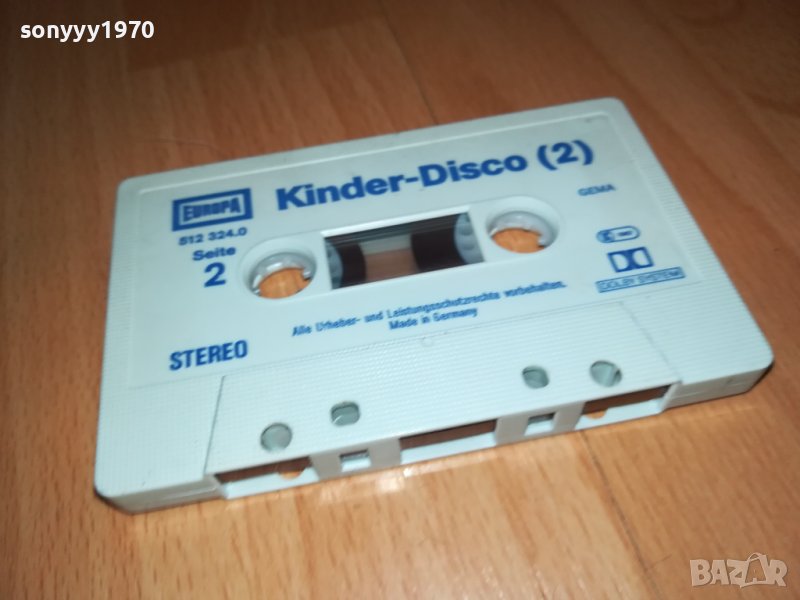 sonyyy1970
EUROPA
Kinder-Disco (2)
512 324.0
GEMA
Seite
2
DOLBY SYSTEM
Alle Urheber- und Leistungsschutzrechte vorbehalten.
Made in Germany
STEREO
BAZAR